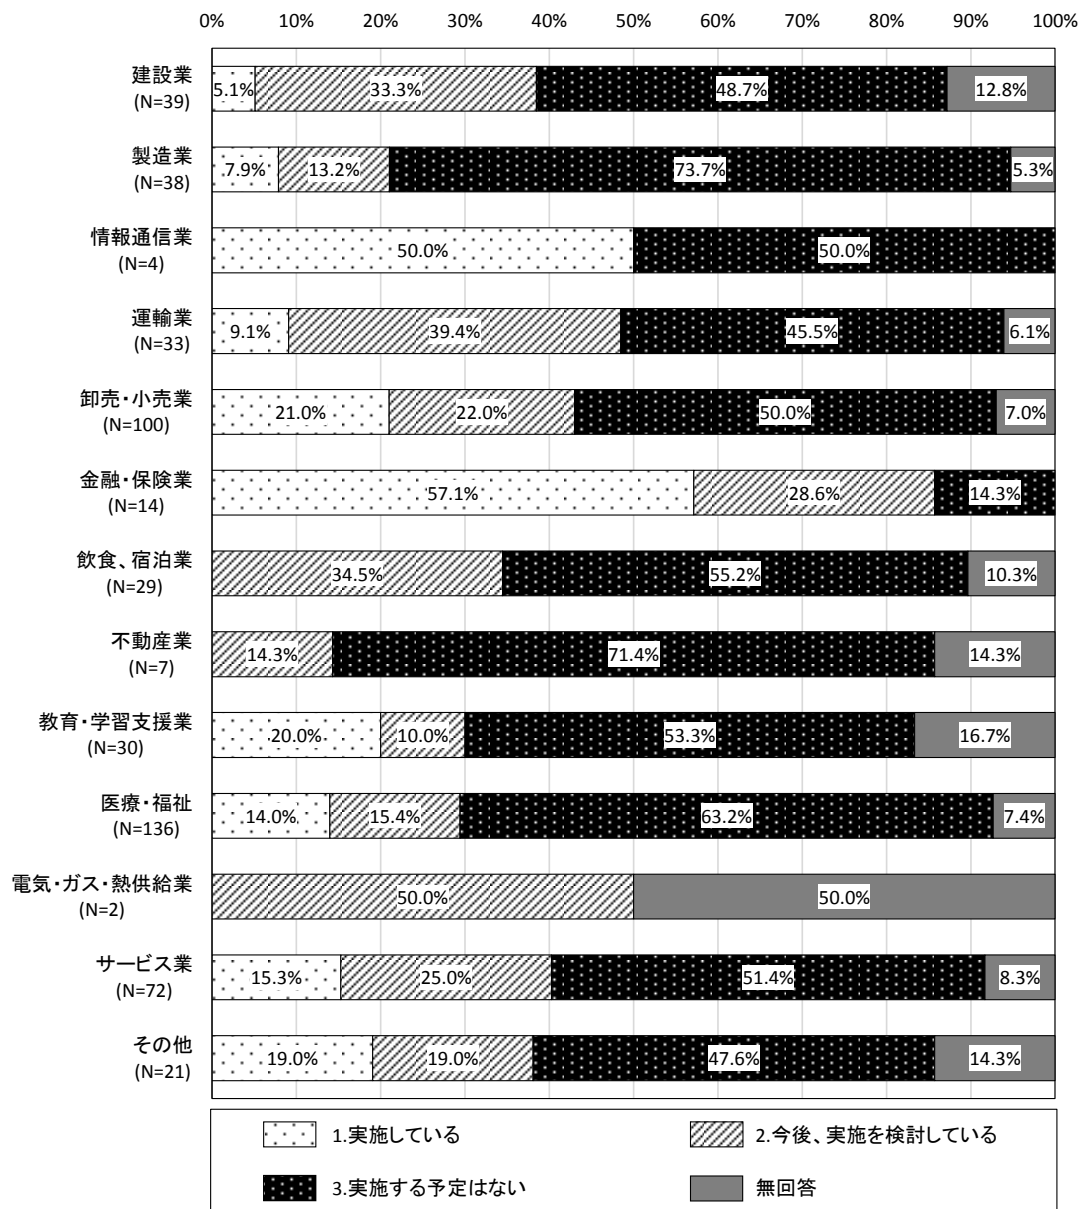 0% 10% 20% 30% 40% 50% 60% 70% 80% 90% 100%
建設業
(N=39)
5.1% 33.3% 48.7% 12.8%
製造業
(N=38)
7.9% 13.2% 73.7% 5.3%
情報通信業
(N=4)
50.0% 50.0%
運輸業
(N=33)
9.1% 39.4% 45.5% 6.1%
卸売・小売業
(N=100)
21.0% 22.0% 50.0% 7.0%
金融・保険業
(N=14)
57.1% 28.6% 14.3%
飲食、宿泊業
(N=29)
34.5% 55.2% 10.3%
不動産業
(N=7)
14.3% 71.4% 14.3%
教育・学習支援業
(N=30)
20.0% 10.0% 53.3% 16.7%
医療・福祉
(N=136)
14.0% 15.4% 63.2% 7.4%
電気・ガス・熱供給業
(N=2)
50.0% 50.0%
サービス業
(N=72)
15.3% 25.0% 51.4% 8.3%
その他
(N=21)
19.0% 19.0% 47.6% 14.3%
1.実施している 2.今後、実施を検討している
3.実施する予定はない 無回答